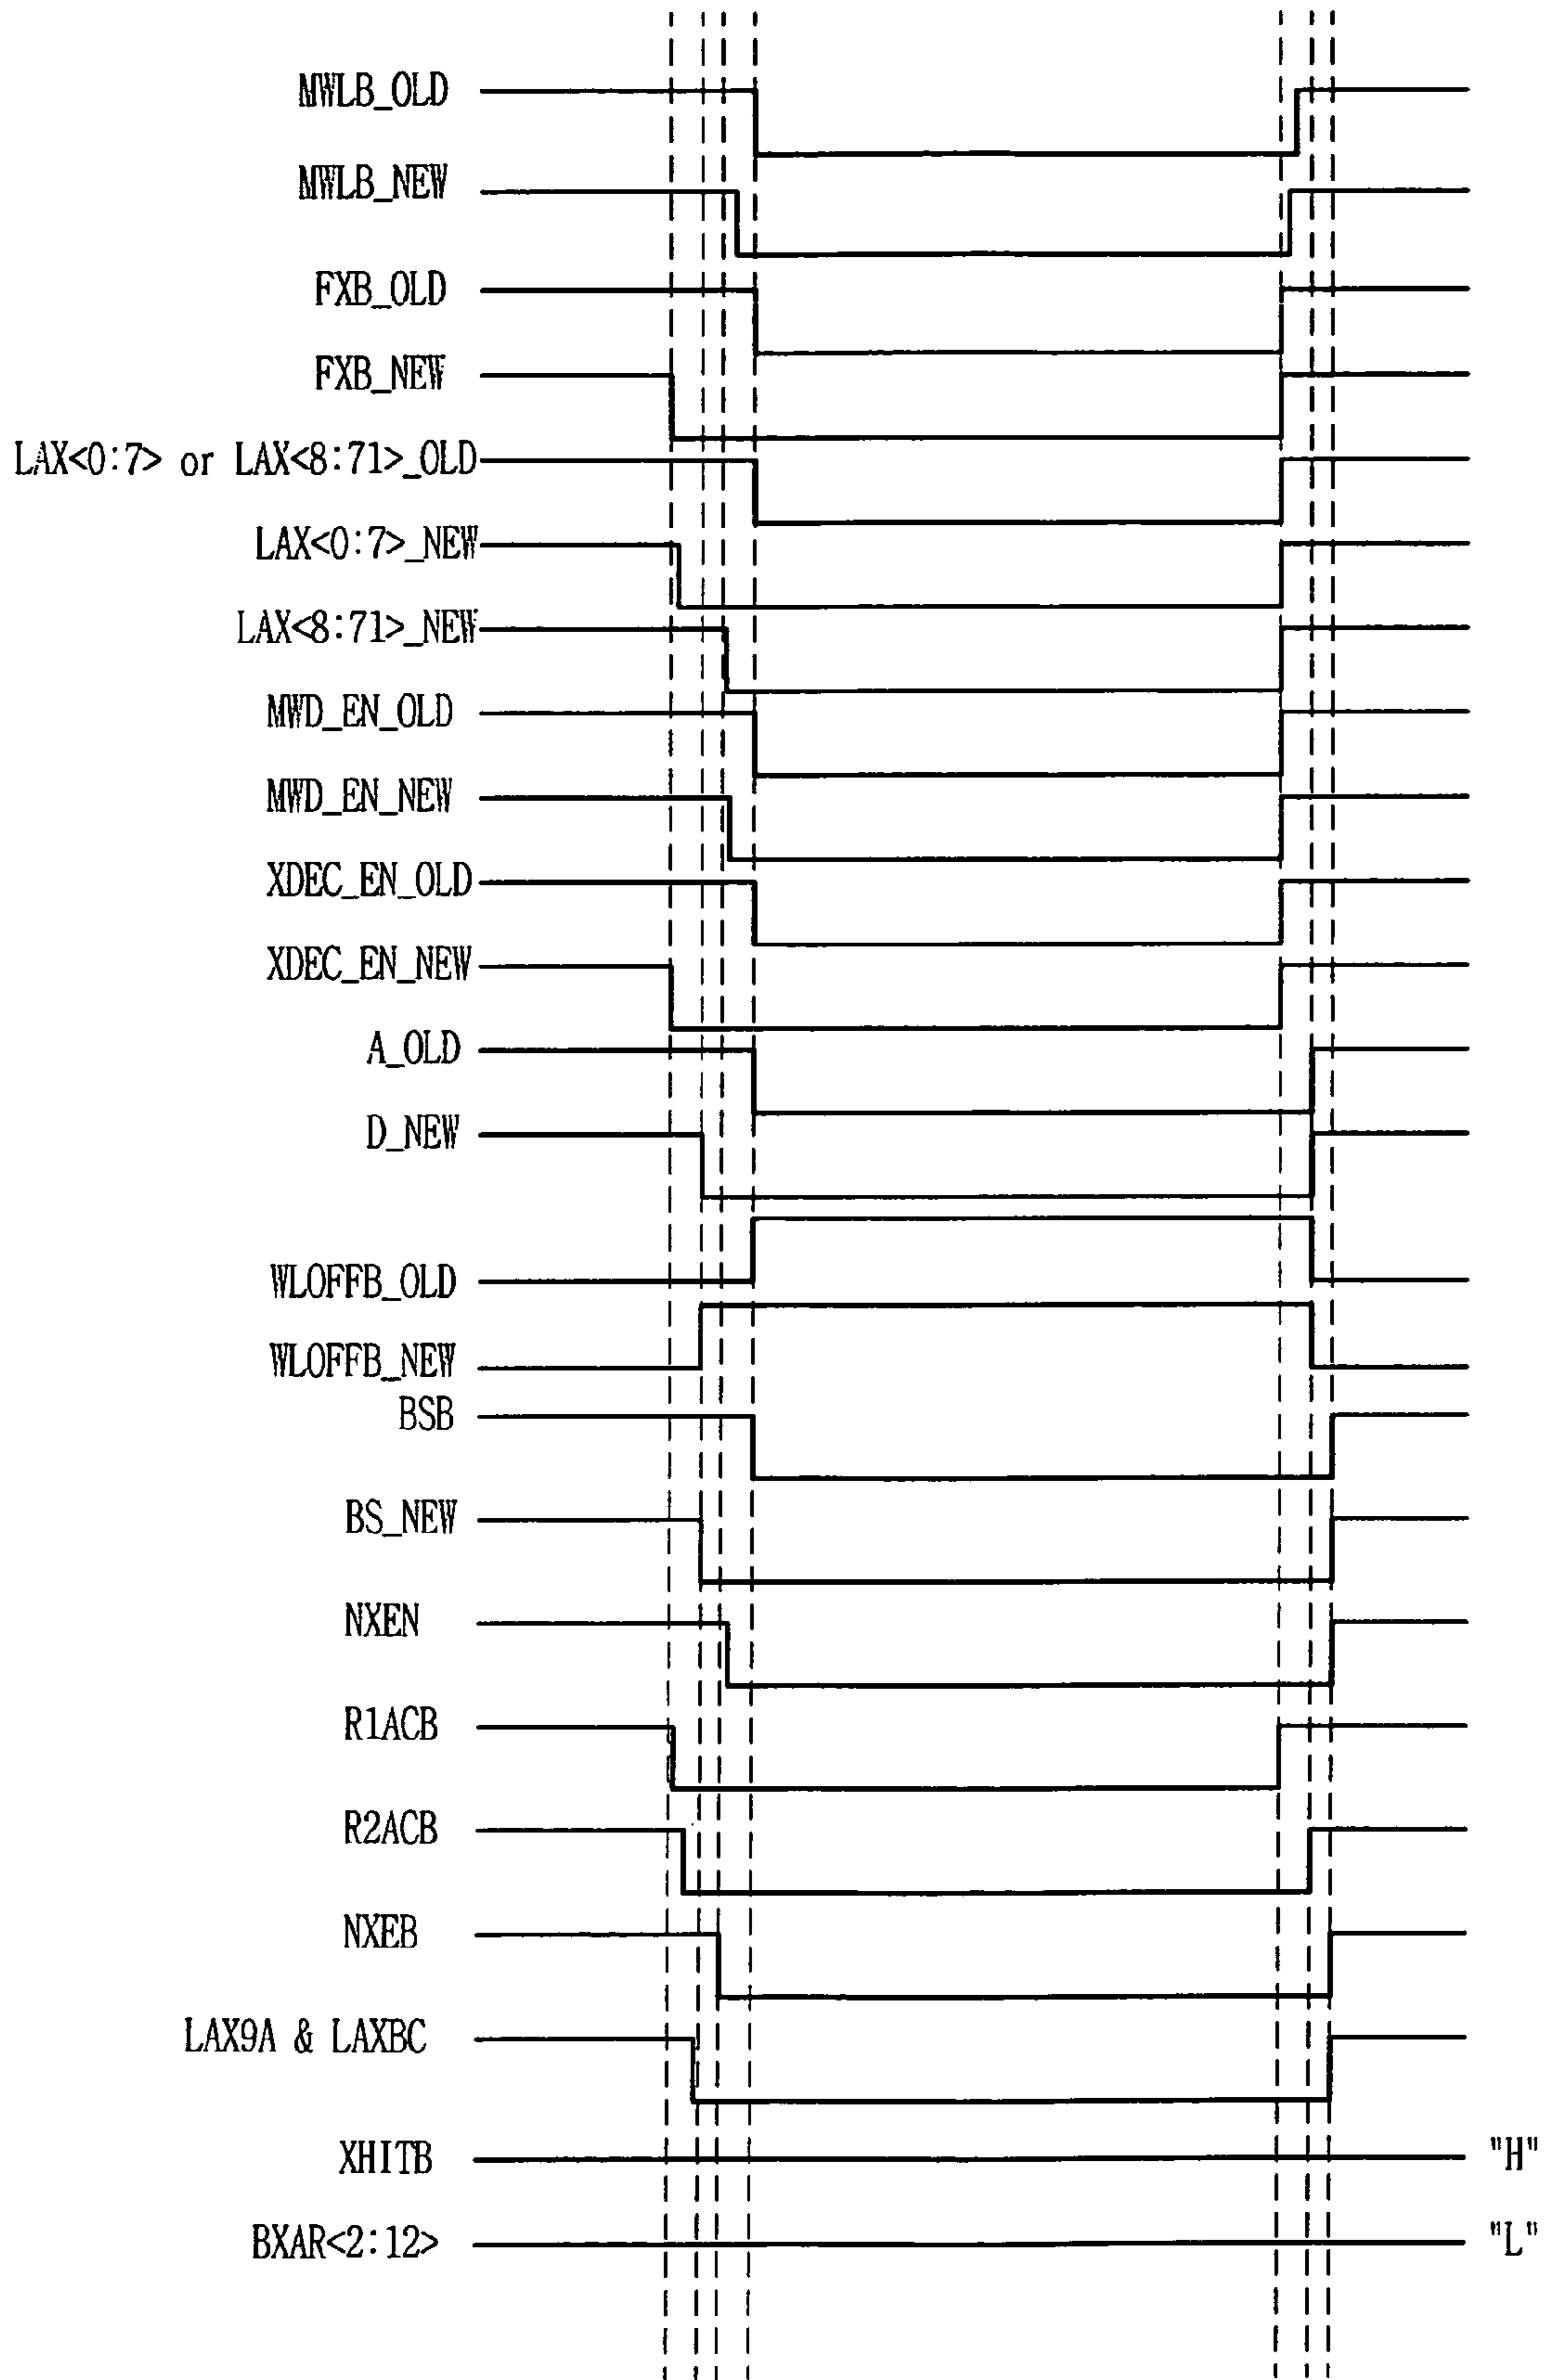 MWLB_OLD
MWLB_NEW
FXB_OLD
FXB_NEW
LAX<0:7> or LAX<8:71>_OLD
LAX<0:7>_NEW
LAX<8:71>_NEW
MWD_EN_OLD
MWD_EN_NEW
XDEC_EN_OLD
XDEC_EN_NEW
A_OLD
D_NEW
WLOFFB_OLD
WLOFFB_NEW
BSB
BS_NEW
NXEN
R1ACB
R2ACB
NXEB
LAX9A & LAXBC
XHITB "H"
BXAR<2:12> "L"